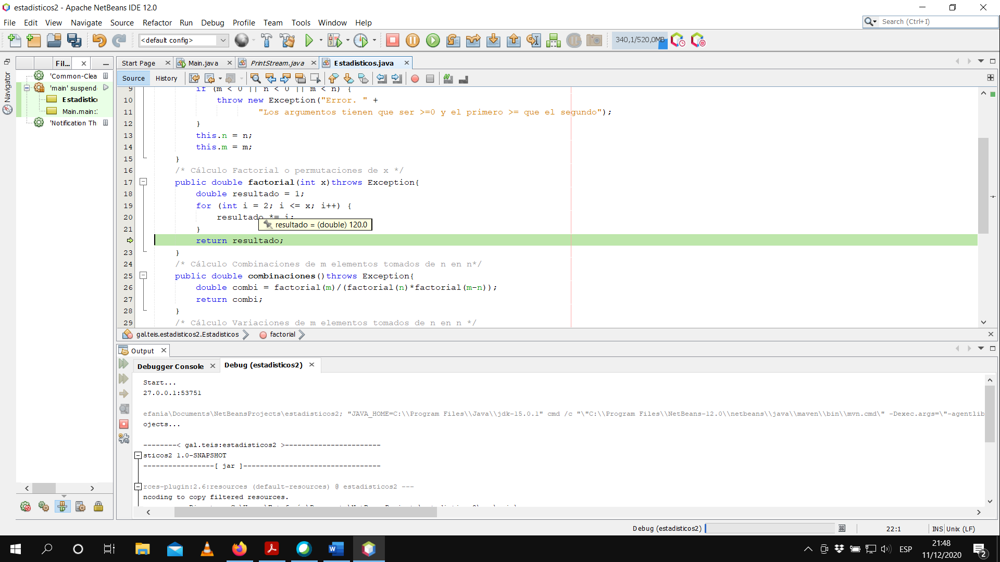 estadisticos2 - Apache NetBeans IDE 12.0
File Edit View Navigate Source Refactor Run Debug Profile Team Tools Window Help
Search (Ctrl+I)
<default config>
340,1/520,0MB
Navigator
Fil...
'Common-Clea
'main' suspend
Estadistic
Main.main:
'Notification Th
Start Page Main.java PrintStream.java Estadisticos.java
Source History
9 if (m < 0 || n < 0 || m < n) {
10 throw new Exception("Error. " +
11 "Los argumentos tienen que ser >=0 y el primero >= que el segundo");
12 }
13 this.n = n;
14 this.m = m;
15 }
16 /* Cálculo Factorial o permutaciones de x */
17 public double factorial(int x)throws Exception{
18 double resultado = 1;
19 for (int i = 2; i <= x; i++) {
20 resultado *= i;
resultado = (double) 120.0
21 }
return resultado;
23 }
24 /* Cálculo Combinaciones de m elementos tomados de n en n*/
25 public double combinaciones()throws Exception{
26 double combi = factorial(m)/(factorial(n)*factorial(m-n));
27 return combi;
28 }
29 /* Cálculo Variaciones de m elementos tomados de n en n */
gal.teis.estadisticos2.Estadisticos factorial
Output
Debugger Console Debug (estadisticos2)
Start...
27.0.0.1:53751
efanía\Documents\NetBeansProjects\estadisticos2; "JAVA_HOME=C:\\Program Files\\Java\\jdk-15.0.1" cmd /c "\"C:\\Program Files\\NetBeans-12.0\\netbeans\\java\\maven\\bin\\mvn.cmd\" -Dexec.args=\"-agentlib
ojects...
--------< gal.teis:estadisticos2 >-----------------------
sticos2 1.0-SNAPSHOT
-----------------[ jar ]---------------------------------
rces-plugin:2.6:resources (default-resources) @ estadisticos2 ---
ncoding to copy filtered resources.
Debug (estadisticos2)
22:1
INS Unix (LF)
ESP
21:48
11/12/2020
2